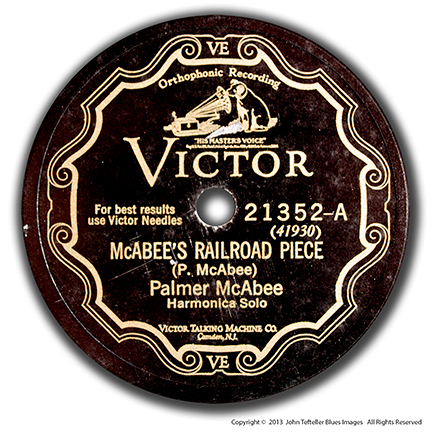 VE
Orthophonic Recording
"HIS MASTER'S VOICE"
VICTOR
For best results
use Victor Needles
21352-A
(41930)
McABEE'S RAILROAD PIECE
(P. McAbee)
Palmer McAbee
Harmonica Solo
VICTOR TALKING MACHINE CO.
Camden, N.J.
VE
Copyright © 2013 John Tefteller Blues Images All Rights Reserved